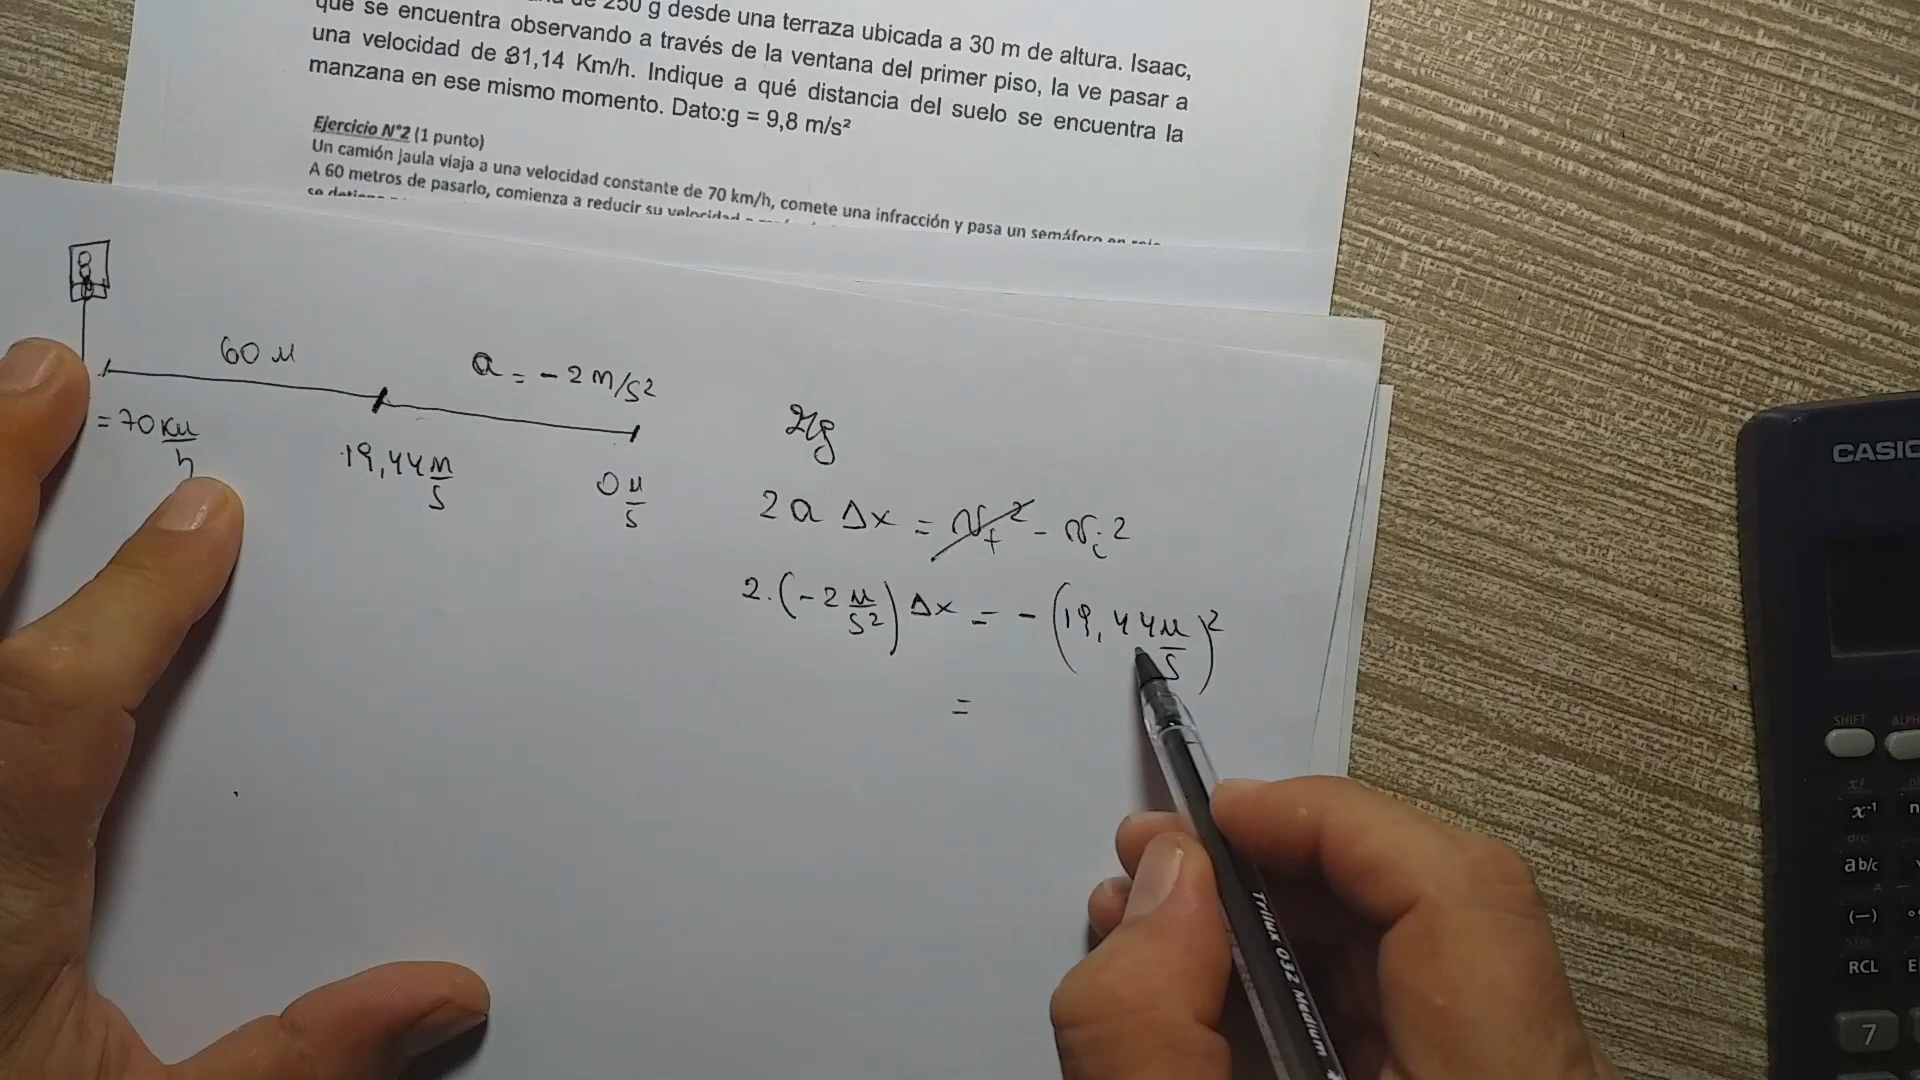 de 250 g desde una terraza ubicada a 30 m de altura. Isaac,
que se encuentra observando a través de la ventana del primer piso, la ve pasar a
una velocidad de 81,14 Km/h. Indique a qué distancia del suelo se encuentra la
manzana en ese mismo momento. Dato:g = 9,8 m/s²
Ejercicio N°2 (1 punto)
Un camión jaula viaja a una velocidad constante de 70 km/h, comete una infracción y pasa un semáforo en rojo
A 60 metros de pasarlo, comienza a reducir su velocidad
60 m
a = - 2 m/s²
= 70 km/h
19,44 m/s
0 m/s
2 a Δx = Vf² - Vi²
2.(-2 m/s²) Δx = - (19,44 m/s)²
=
CASIO
SHIFT
x!
x⁻¹
d/c
ab/c
A
(−)
RCL
7
Trilux 032 Medium